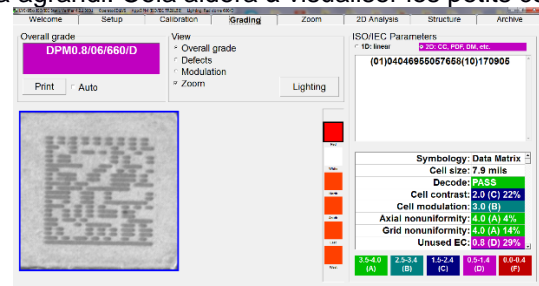 Welcome Setup Calibration Grading Zoom 2D Analysis Structure Archive
Overall grade
DPM0.8/06/660/D
Print Auto
View
Overall grade
Defects
Modulation
Zoom
Lighting
ISO/IEC Parameters
1D: linear 2D: CC, PDF, DM, etc.
(01)04046955057658(10)170905
Symbology: Data Matrix
Cell size: 7.9 mils
Decode: PASS
Cell contrast: 2.0 (C) 22%
Cell modulation: 3.0 (B)
Axial nonuniformity: 4.0 (A) 4%
Grid nonuniformity: 4.0 (A) 14%
Unused EC: 0.8 (D) 29%
3.5-4.0 2.5-3.4 1.5-2.4 0.5-1.4 0.0-0.4
(A) (B) (C) (D) (F)